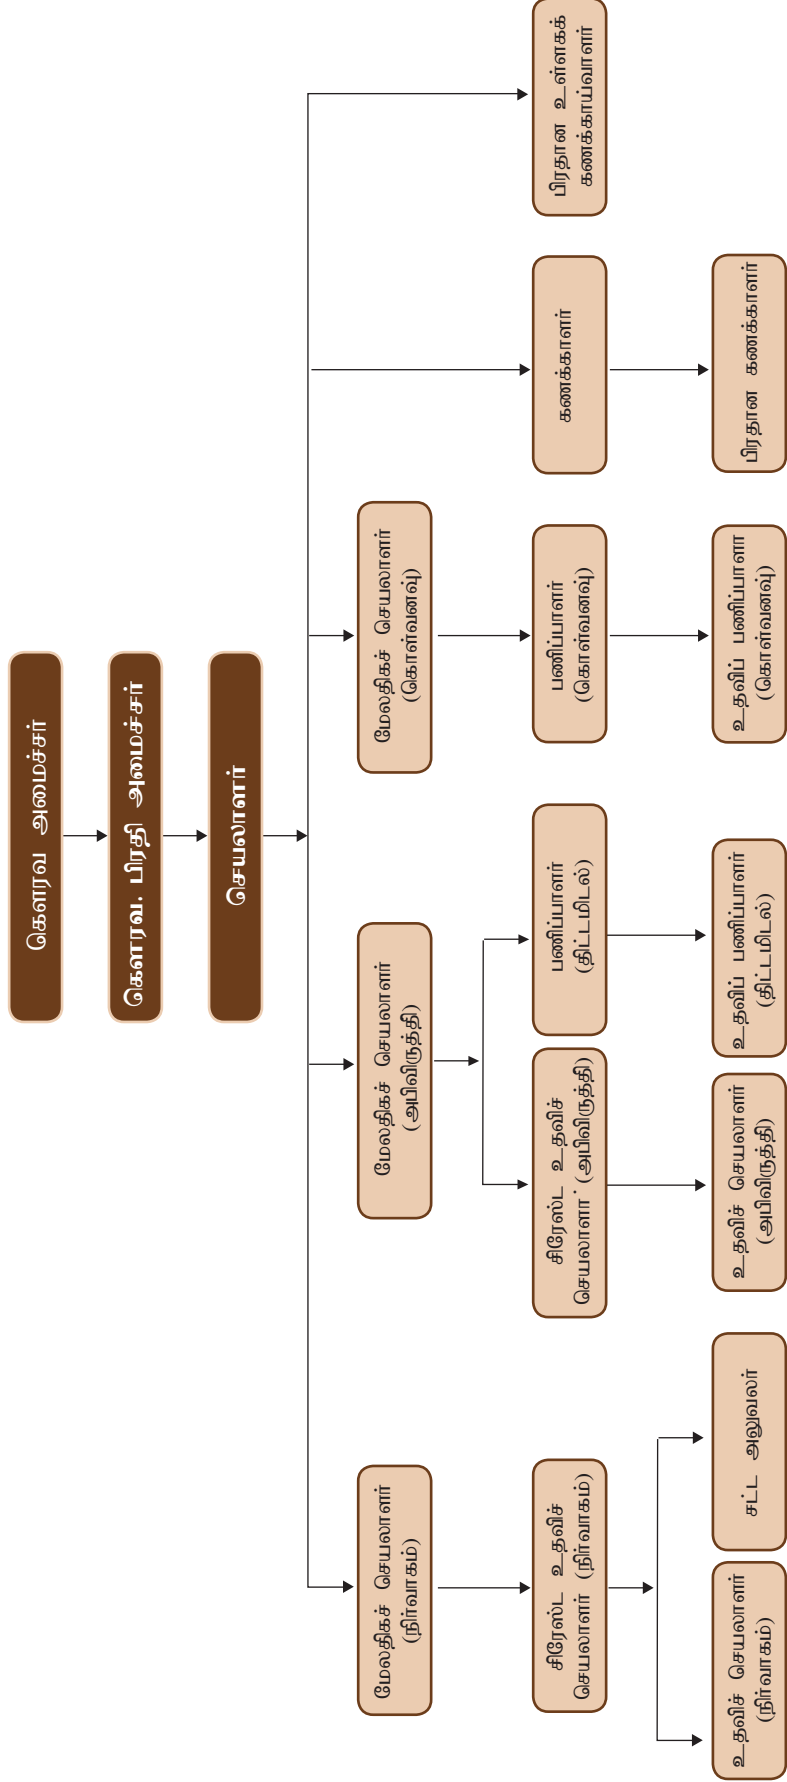 கௌரவ அமைச்சர்
கௌரவ. பிரதி அமைச்சர்
செயலாளர்
மேலதிகச் செயலாளர்
(நிர்வாகம்)
மேலதிகச் செயலாளர்
(அபிவிருத்தி)
மேலதிகச் செயலாளர்
(கொள்வனவு)
சிரேஸ்ட உதவிச்
செயலாளர் (நிர்வாகம்)
சிரேஸ்ட உதவிச்
செயலாளர் (அபிவிருத்தி)
பணிப்பாளர்
(திட்டமிடல்)
பணிப்பாளர்
(கொள்வனவு)
கணக்காளர்
பிரதான உள்ளகக்
கணக்காய்வாளர்
உதவிச் செயலாளர்
(நிர்வாகம்)
சட்ட அலுவலர்
உதவிச் செயலாளர்
(அபிவிருத்தி)
உதவிப் பணிப்பாளர்
(திட்டமிடல்)
உதவிப் பணிப்பாளா
(கொள்வனவு)
பிரதான கணக்காளர்